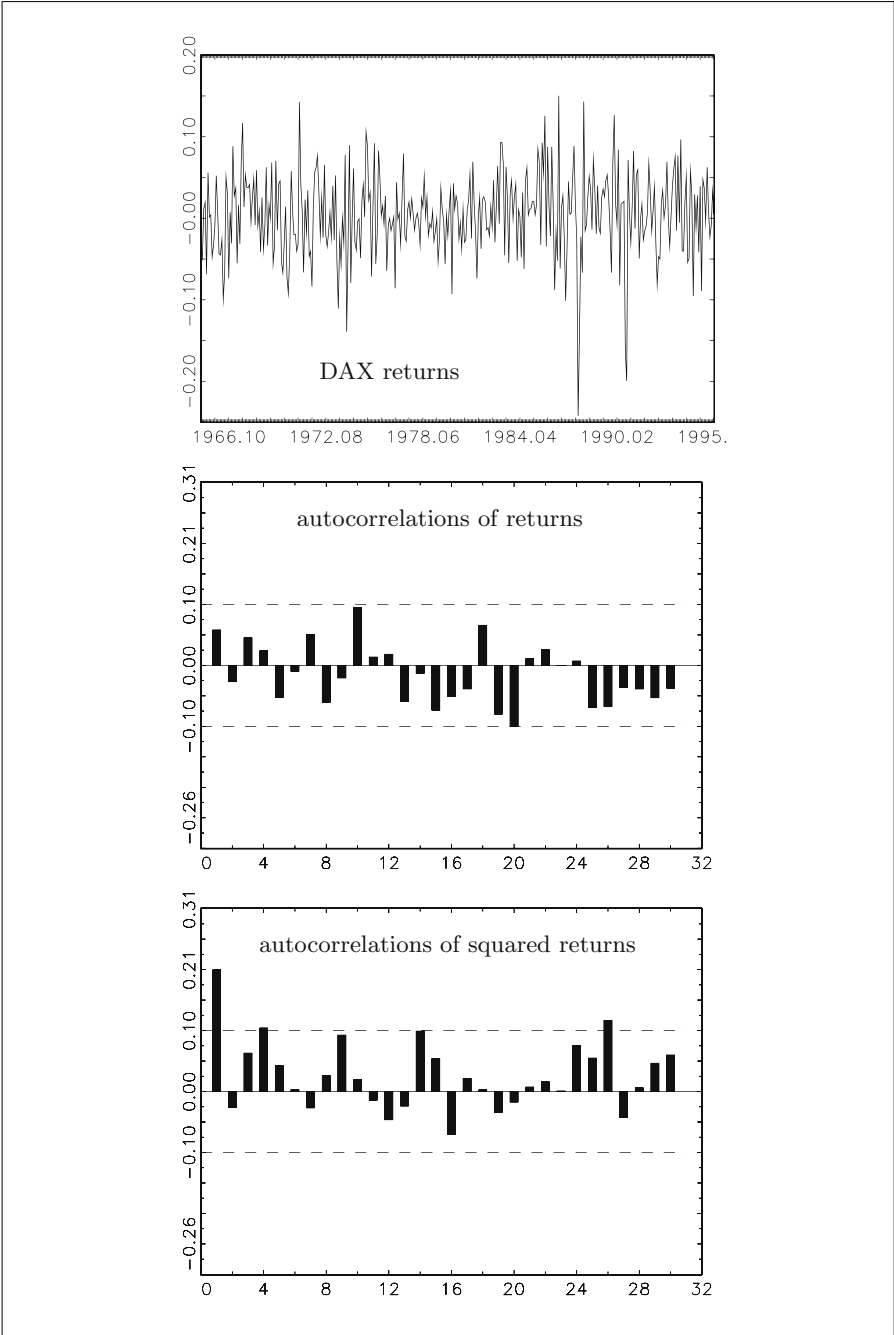 0.20
0.10
−0.00
−0.10
−0.20
DAX returns
1966.10 1972.08 1978.06 1984.04 1990.02 1995.
0.31
0.21
0.10
0.00
−0.10
−0.26
autocorrelations of returns
0 4 8 12 16 20 24 28 32
0.31
0.21
0.10
0.00
−0.10
−0.26
autocorrelations of squared returns
0 4 8 12 16 20 24 28 32